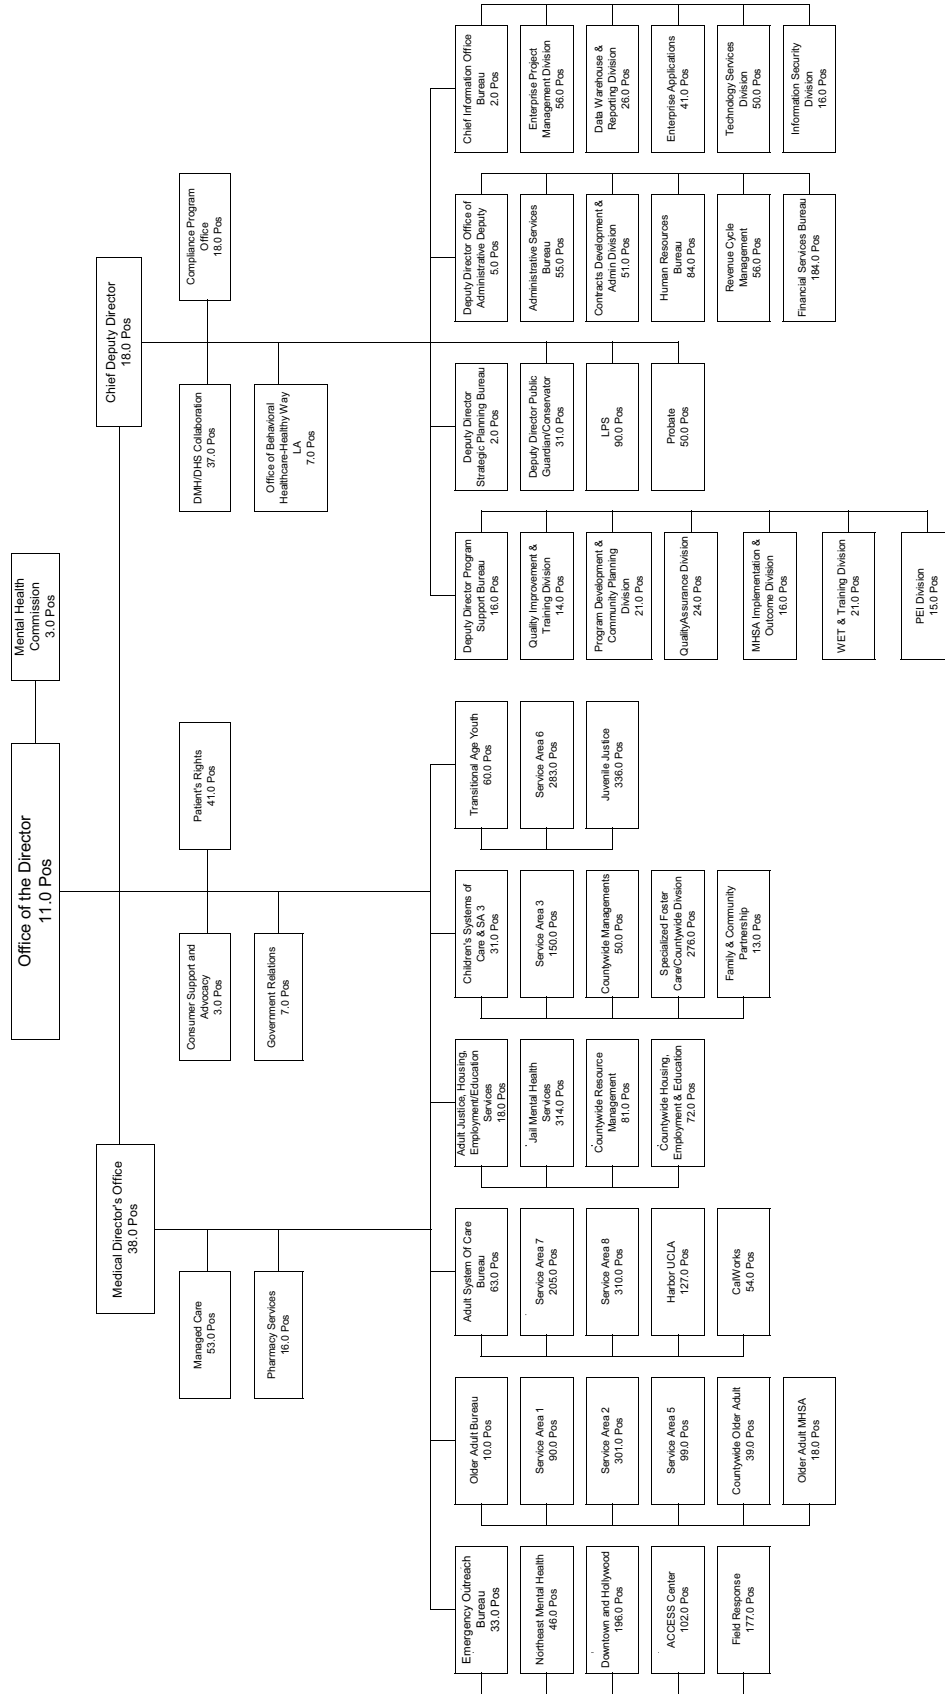 Office of the Director
11.0 Pos
Mental Health
Commission
3.0 Pos
Medical Director's Office
38.0 Pos
Chief Deputy Director
18.0 Pos
Managed Care
53.0 Pos
Pharmacy Services
16.0 Pos
Consumer Support and
Advocacy
3.0 Pos
Patient's Rights
41.0 Pos
Government Relations
7.0 Pos
DMH/DHS Collaboration
37.0 Pos
Compliance Program
Office
18.0 Pos
Office of Behavioral
Healthcare-Healthy Way
LA
7.0 Pos
Emergency Outreach
Bureau
33.0 Pos
Northeast Mental Health
46.0 Pos
Downtown and Hollywood
196.0 Pos
ACCESS Center
102.0 Pos
Field Response
177.0 Pos
Older Adult Bureau
10.0 Pos
Service Area 1
90.0 Pos
Service Area 2
301.0 Pos
Service Area 5
99.0 Pos
Countywide Older Adult
39.0 Pos
Older Adult MHSA
18.0 Pos
Adult System Of Care
Bureau
63.0 Pos
Service Area 7
205.0 Pos
Service Area 8
310.0 Pos
Harbor UCLA
127.0 Pos
CalWorks
54.0 Pos
Adult Justice, Housing,
Employment/Education
Services
18.0 Pos
Jail Mental Health
Services
314.0 Pos
Countywide Resource
Management
81.0 Pos
Countywide Housing,
Employment & Education
72.0 Pos
Children's Systems of
Care & SA 3
31.0 Pos
Service Area 3
150.0 Pos
Countywide Managements
50.0 Pos
Specialized Foster
Care/Countywide Divsion
276.0 Pos
Family & Community
Partnership
13.0 Pos
Transitional Age Youth
60.0 Pos
Service Area 6
283.0 Pos
Juvenile Justice
336.0 Pos
Deputy Director Program
Support Bureau
16.0 Pos
Quality Improvement &
Training Division
14.0 Pos
Program Development &
Community Planning
Division
21.0 Pos
QualityAssurance Division
24.0 Pos
MHSA Implementation &
Outcome Division
16.0 Pos
WET & Training Division
21.0 Pos
PEI Division
15.0 Pos
Deputy Director
Strategic Planning Bureau
2.0 Pos
Deputy Director Public
Guardian/Conservator
31.0 Pos
LPS
90.0 Pos
Probate
50.0 Pos
Deputy Director Office of
Administrative Deputy
5.0 Pos
Administrative Services
Bureau
55.0 Pos
Contracts Development &
Admin Division
51.0 Pos
Human Resources
Bureau
84.0 Pos
Revenue Cycle
Management
56.0 Pos
Financial Services Bureau
184.0 Pos
Chief Information Office
Bureau
2.0 Pos
Enterprise Project
Management Division
56.0 Pos
Data Warehouse &
Reporting Division
26.0 Pos
Enterprise Applications
41.0 Pos
Technology Services
Division
50.0 Pos
Information Security
Division
16.0 Pos